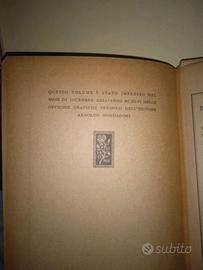 QUESTO VOLUME È STATO IMPRESSO NEL
MESE DI DICEMBRE DELL'ANNO MCMXLVI NELLE
OFFICINE GRAFICHE VERONESI DELL'EDITORE
ARNOLDO MONDADORI
subito